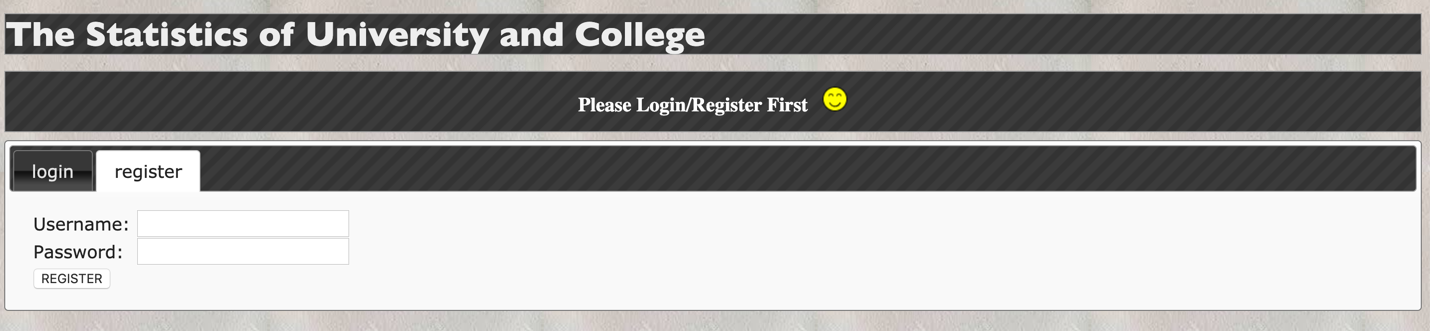 The Statistics of University and College
Please Login/Register First
login register
Username:
Password:
REGISTER